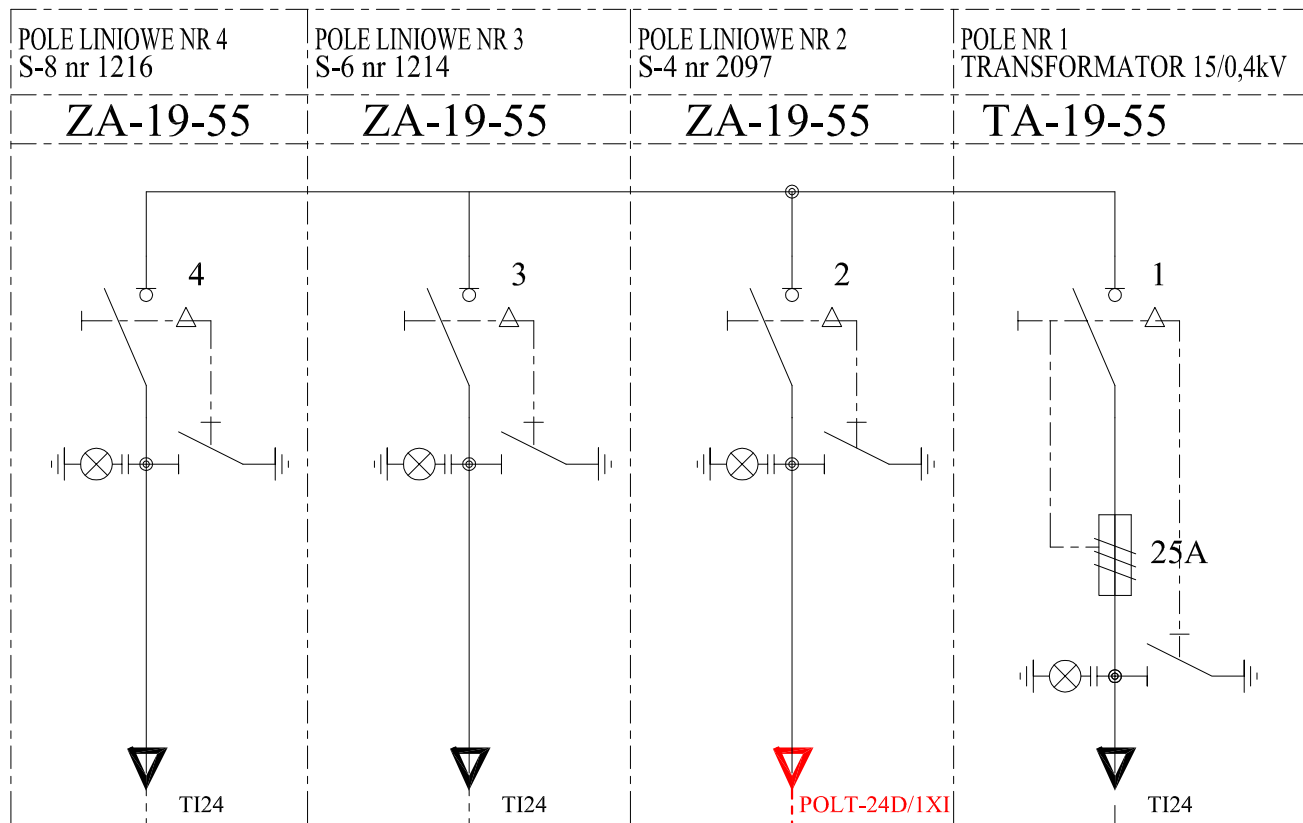 POLE LINIOWE NR 4
S-8 nr 1216
POLE LINIOWE NR 3
S-6 nr 1214
POLE LINIOWE NR 2
S-4 nr 2097
POLE NR 1
TRANSFORMATOR 15/0,4kV
ZA-19-55
ZA-19-55
ZA-19-55
TA-19-55
4
3
2
1
25A
TI24
TI24
POLT-24D/1XI
TI24